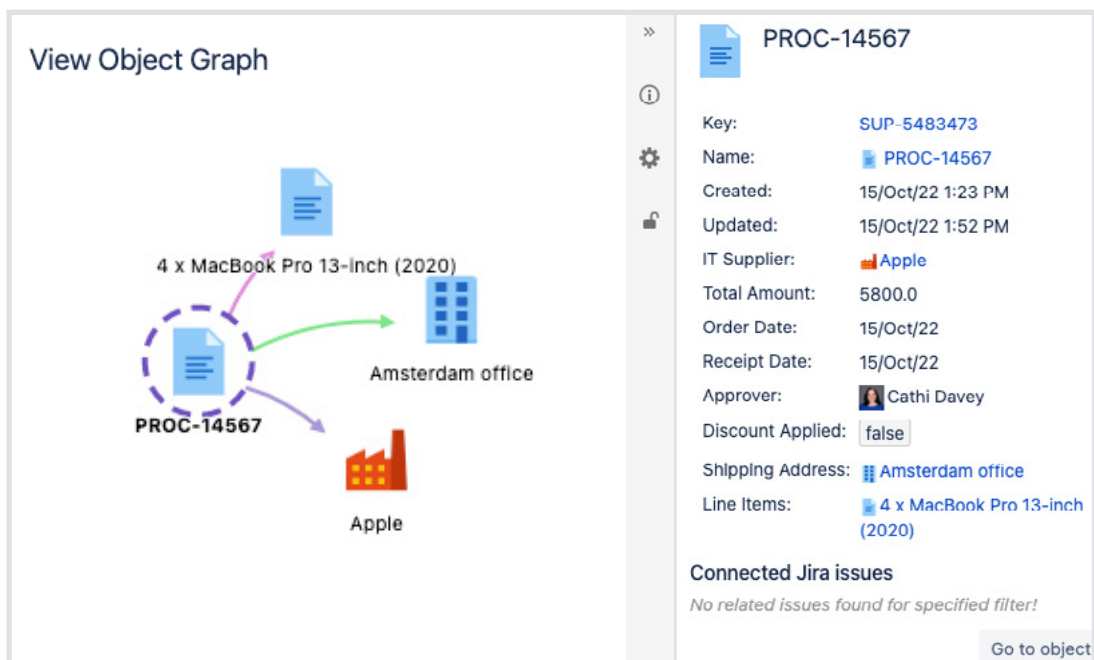 View Object Graph
4 x MacBook Pro 13-inch (2020)
Amsterdam office
PROC-14567
Apple
PROC-14567
Key: SUP-5483473
Name: PROC-14567
Created: 15/Oct/22 1:23 PM
Updated: 15/Oct/22 1:52 PM
IT Supplier: Apple
Total Amount: 5800.0
Order Date: 15/Oct/22
Receipt Date: 15/Oct/22
Approver: Cathi Davey
Discount Applied: false
Shipping Address: Amsterdam office
Line Items: 4 x MacBook Pro 13-inch
(2020)
Connected Jira issues
No related issues found for specified filter!
Go to object